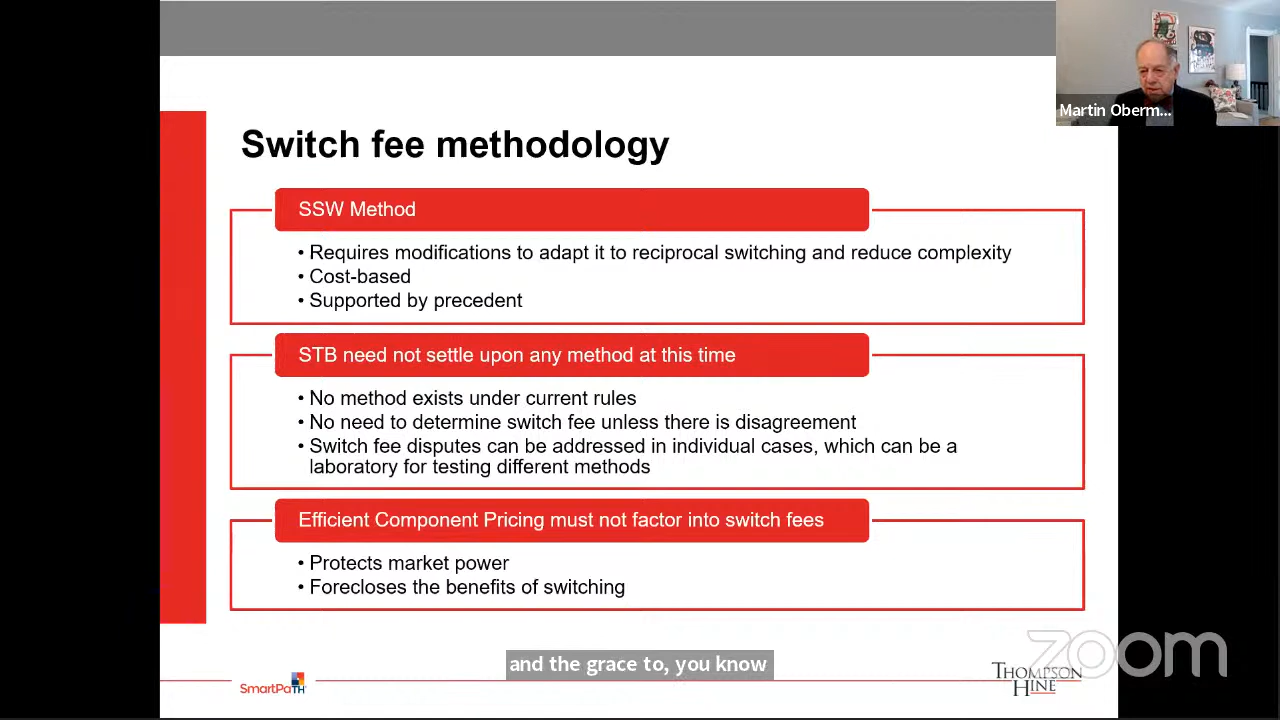 Martin Oberm...
Switch fee methodology
SSW Method
• Requires modifications to adapt it to reciprocal switching and reduce complexity
• Cost-based
• Supported by precedent
STB need not settle upon any method at this time
• No method exists under current rules
• No need to determine switch fee unless there is disagreement
• Switch fee disputes can be addressed in individual cases, which can be a
laboratory for testing different methods
Efficient Component Pricing must not factor into switch fees
• Protects market power
• Forecloses the benefits of switching
and the grace to, you know
zoom
SmartPaTH
THOMPSON
HINE